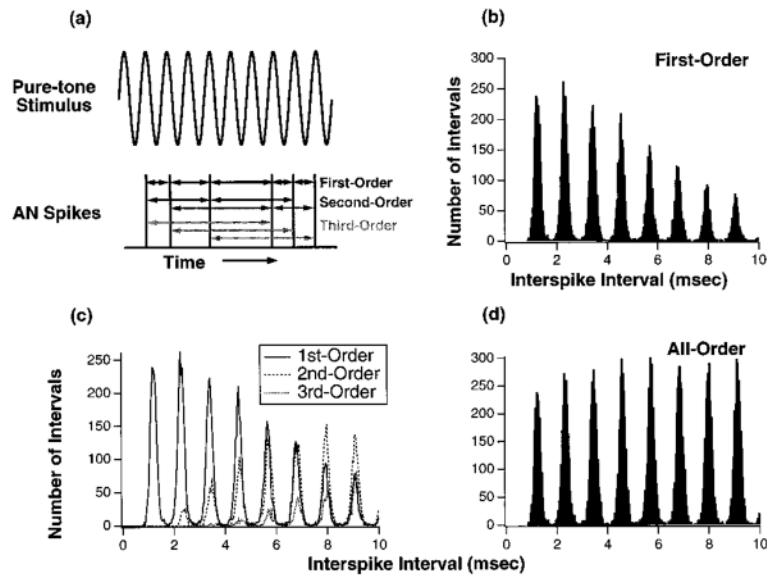 (a)
Pure-tone
Stimulus
AN Spikes
First-Order
Second-Order
Third-Order
Time
(b)
First-Order
Number of Intervals
300
250
200
150
100
50
0
0 2 4 6 8 10
Interspike Interval (msec)
(c)
1st-Order
2nd-Order
3rd-Order
Number of Intervals
250
200
150
100
50
0
0 2 4 6 8 10
(d)
All-Order
300
250
200
150
100
50
0
0 2 4 6 8 10
Interspike Interval (msec)